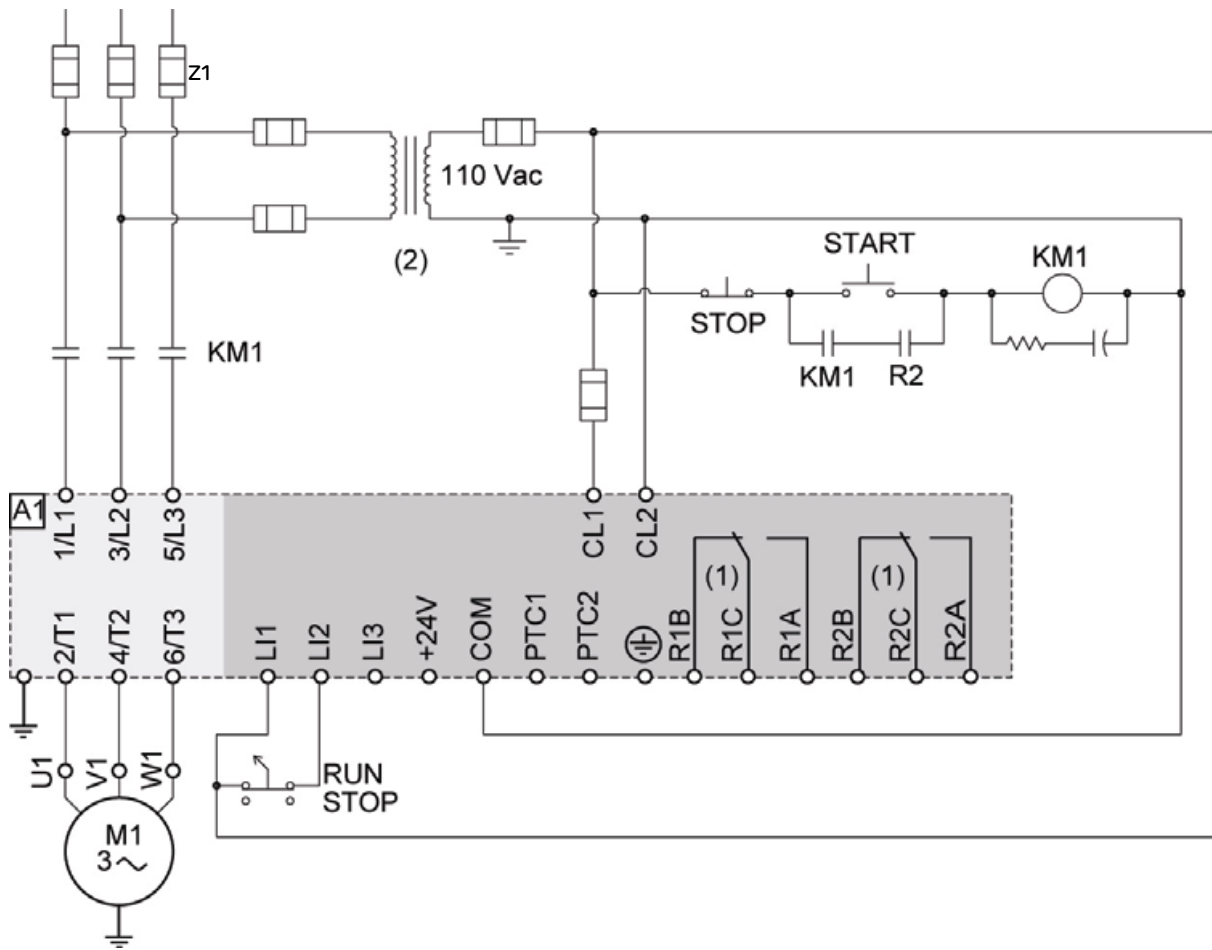 Z1
110 Vac
(2)
START
KM1
STOP
KM1
KM1
R2
A1
1/L1
3/L2
5/L3
CL1
CL2
(1)
(1)
2/T1
4/T2
6/T3
LI1
LI2
LI3
+24V
COM
PTC1
PTC2
R1B
R1C
R1A
R2B
R2C
R2A
U1
V1
W1
RUN
STOP
M1
3~